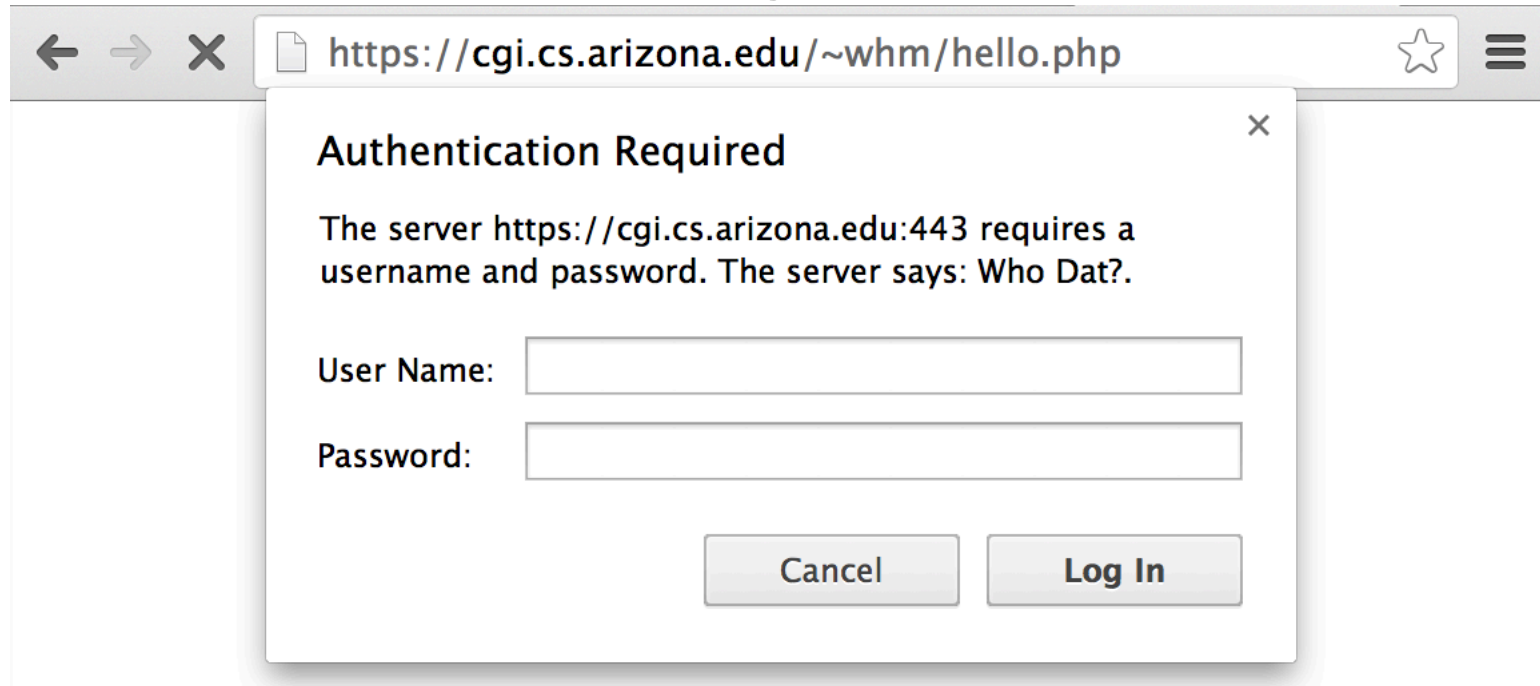 https://cgi.cs.arizona.edu/~whm/hello.php
Authentication Required
The server https://cgi.cs.arizona.edu:443 requires a
username and password. The server says: Who Dat?.
User Name:
Password:
Cancel
Log In